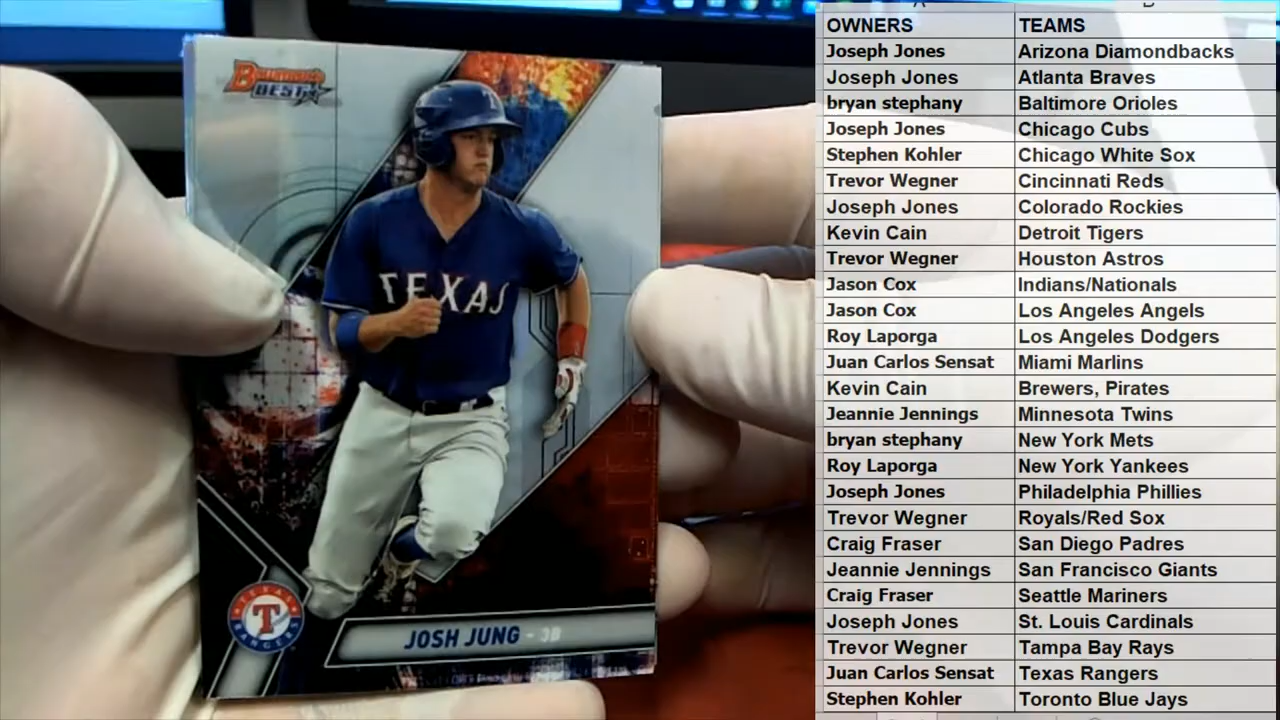 BOWMAN'S
BEST
TEXAS
TEXAS
T
RANGERS
JOSH JUNG - 3B
OWNERS TEAMS
Joseph Jones Arizona Diamondbacks
Joseph Jones Atlanta Braves
bryan stephany Baltimore Orioles
Joseph Jones Chicago Cubs
Stephen Kohler Chicago White Sox
Trevor Wegner Cincinnati Reds
Joseph Jones Colorado Rockies
Kevin Cain Detroit Tigers
Trevor Wegner Houston Astros
Jason Cox Indians/Nationals
Jason Cox Los Angeles Angels
Roy Laporga Los Angeles Dodgers
Juan Carlos Sensat Miami Marlins
Kevin Cain Brewers, Pirates
Jeannie Jennings Minnesota Twins
bryan stephany New York Mets
Roy Laporga New York Yankees
Joseph Jones Philadelphia Phillies
Trevor Wegner Royals/Red Sox
Craig Fraser San Diego Padres
Jeannie Jennings San Francisco Giants
Craig Fraser Seattle Mariners
Joseph Jones St. Louis Cardinals
Trevor Wegner Tampa Bay Rays
Juan Carlos Sensat Texas Rangers
Stephen Kohler Toronto Blue Jays